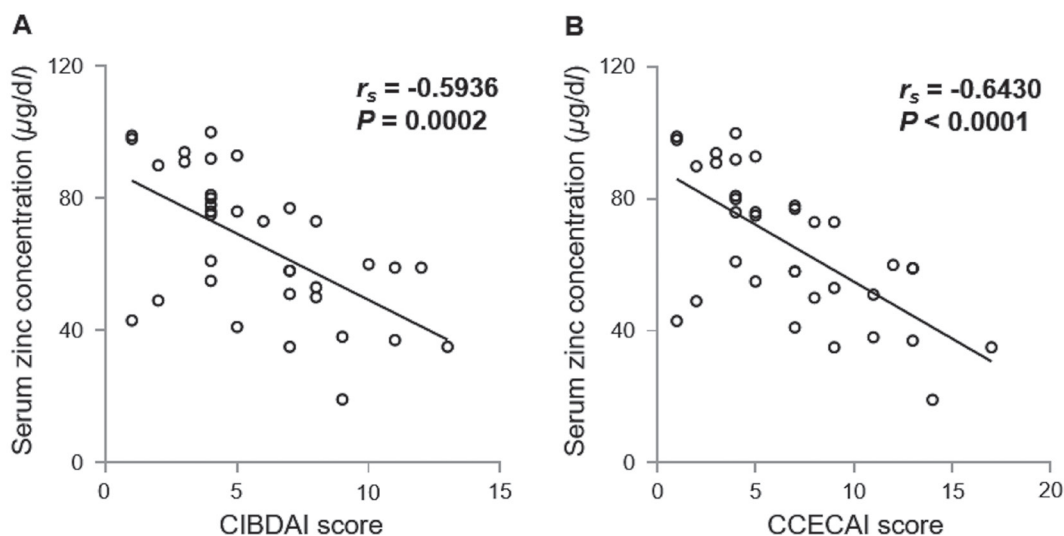 A
Serum zinc concentration (µg/dl)
120
80
40
0
r_s = -0.5936
P = 0.0002
0 5 10 15
CIBDAI score
B
Serum zinc concentration (µg/dl)
120
80
40
0
r_s = -0.6430
P < 0.0001
0 5 10 15 20
CCECAI score